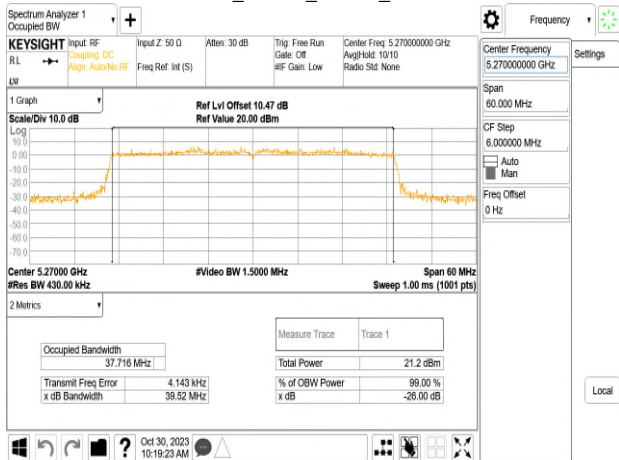 Spectrum Analyzer 1
Occupied BW
+
Frequency
KEYSIGHT
RL
Input: RF
Coupling: DC
Align: Auto/No RF
Input Z: 50 Ω
Freq Ref: Int (S)
Atten: 30 dB
Trig: Free Run
Gate: Off
#IF Gain: Low
Center Freq: 5.270000000 GHz
Avg|Hold: 10/10
Radio Std: None
Center Frequency
5.270000000 GHz
Settings
Span
60.000 MHz
CF Step
6.000000 MHz
Auto
Man
Freq Offset
0 Hz
Local
1 Graph
Scale/Div 10.0 dB
Ref Lvl Offset 10.47 dB
Ref Value 20.00 dBm
Log
10.0
0.00
-10.0
-20.0
-30.0
-40.0
-50.0
-60.0
-70.0
Center 5.27000 GHz
#Res BW 430.00 kHz
#Video BW 1.5000 MHz
Span 60 MHz
Sweep 1.00 ms (1001 pts)
2 Metrics
Measure Trace
Trace 1
Occupied Bandwidth
37.716 MHz
Total Power
21.2 dBm
Transmit Freq Error
4.143 kHz
% of OBW Power
99.00 %
x dB Bandwidth
39.52 MHz
x dB
-26.00 dB
?
Oct 30, 2023
10:19:23 AM